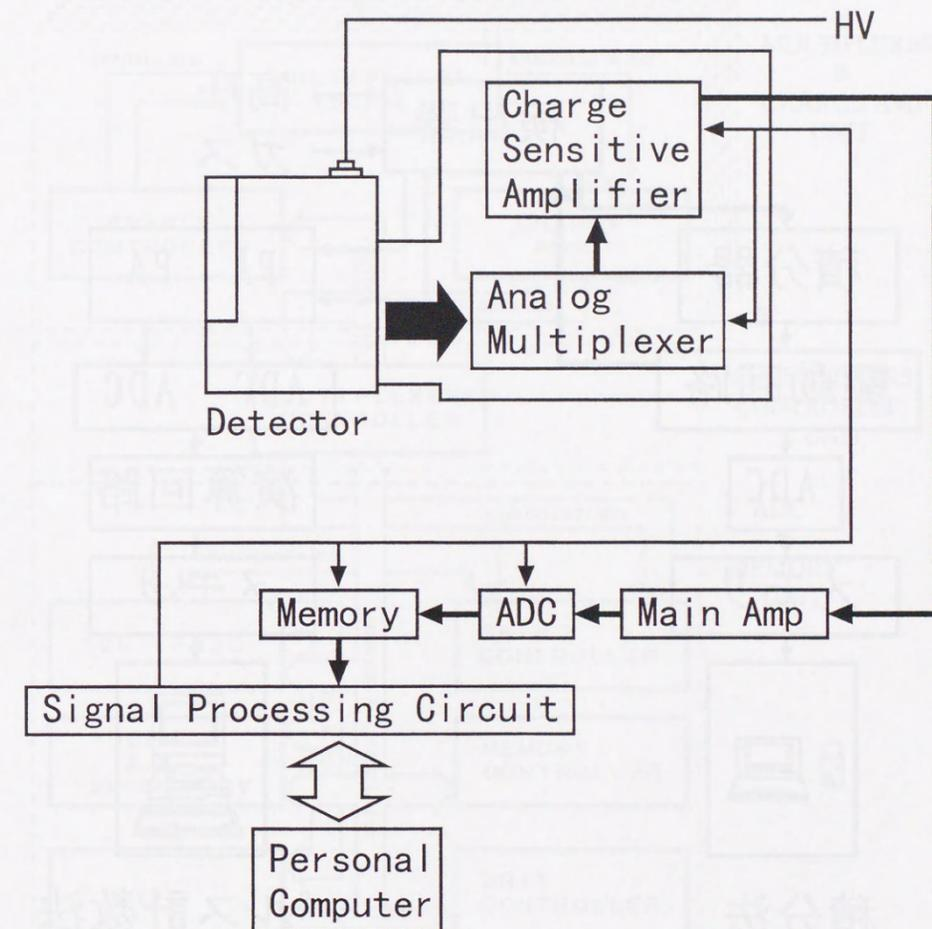 HV
Charge
Sensitive
Amplifier
Analog
Multiplexer
Detector
Memory
ADC
Main Amp
Signal Processing Circuit
Personal
Computer